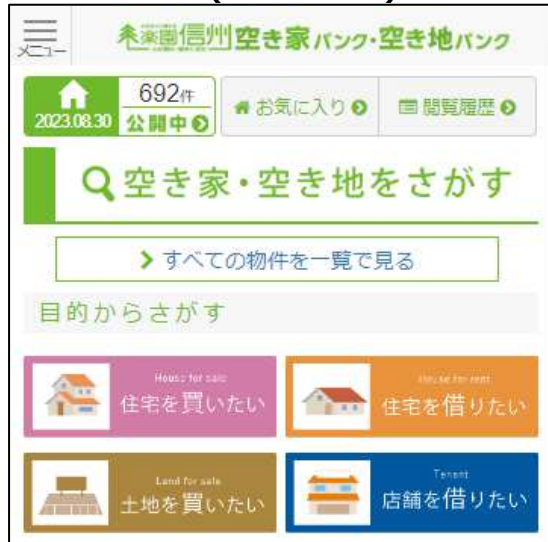 メニュー
楽園信州空き家バンク・空き地バンク
692件
2023.08.30 公開中
お気に入り
閲覧履歴
空き家・空き地をさがす
すべての物件を一覧で見る
目的からさがす
House for sale
住宅を買いたい
House for rent
住宅を借りたい
Land for sale
土地を買いたい
Tenant
店舗を借りたい